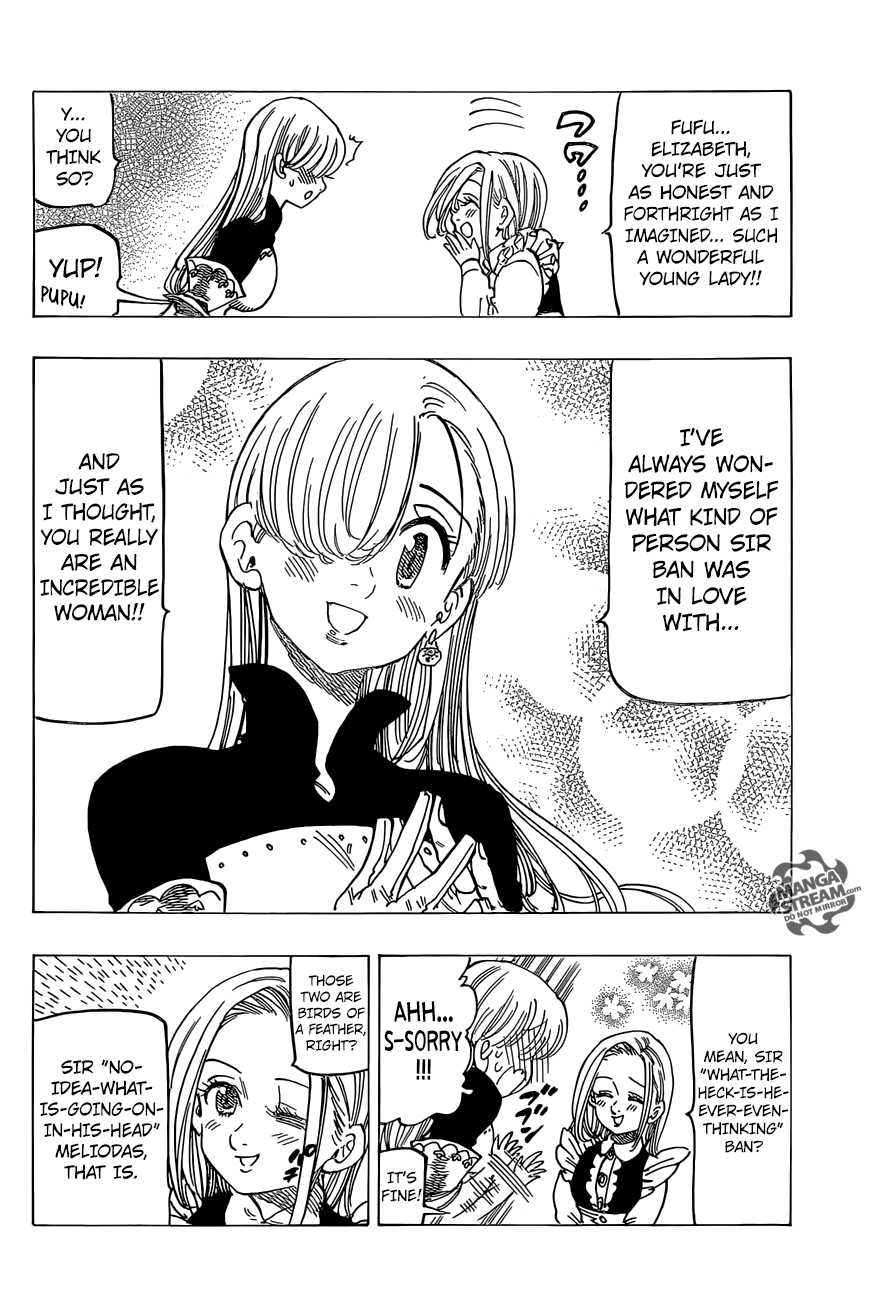 FUFU...
ELIZABETH,
YOU'RE JUST
AS HONEST AND
FORTHRIGHT AS I
IMAGINED... SUCH
A WONDERFUL
YOUNG LADY!!
Y...
YOU
THINK
SO?
YUP!
PUPU!
I'VE
ALWAYS WON-
DERED MYSELF
WHAT KIND OF
PERSON SIR
BAN WAS
IN LOVE
WITH...
AND
JUST AS
I THOUGHT,
YOU REALLY
ARE AN
INCREDIBLE
WOMAN!!
MANGA
STREAM.com
DO NOT MIRROR
YOU
MEAN, SIR
"WHAT-THE-
HECK-IS-HE-
EVER-EVEN-
THINKING"
BAN?
AHH...
S-SORRY
!!!
IT'S
FINE!
THOSE
TWO ARE
BIRDS OF
A FEATHER,
RIGHT?
SIR "NO-
IDEA-WHAT-
IS-GOING-ON-
IN-HIS-HEAD"
MELIODAS,
THAT IS.